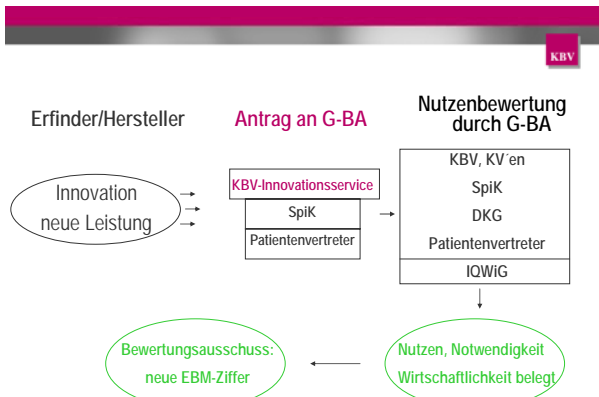 KBV
Erfinder/Hersteller
Antrag an G-BA
Nutzenbewertung
durch G-BA
Innovation
neue Leistung
KBV-Innovationsservice
SpiK
Patientenvertreter
KBV, KV´en
SpiK
DKG
Patientenvertreter
IQWiG
Bewertungsausschuss:
neue EBM-Ziffer
Nutzen, Notwendigkeit
Wirtschaftlichkeit belegt